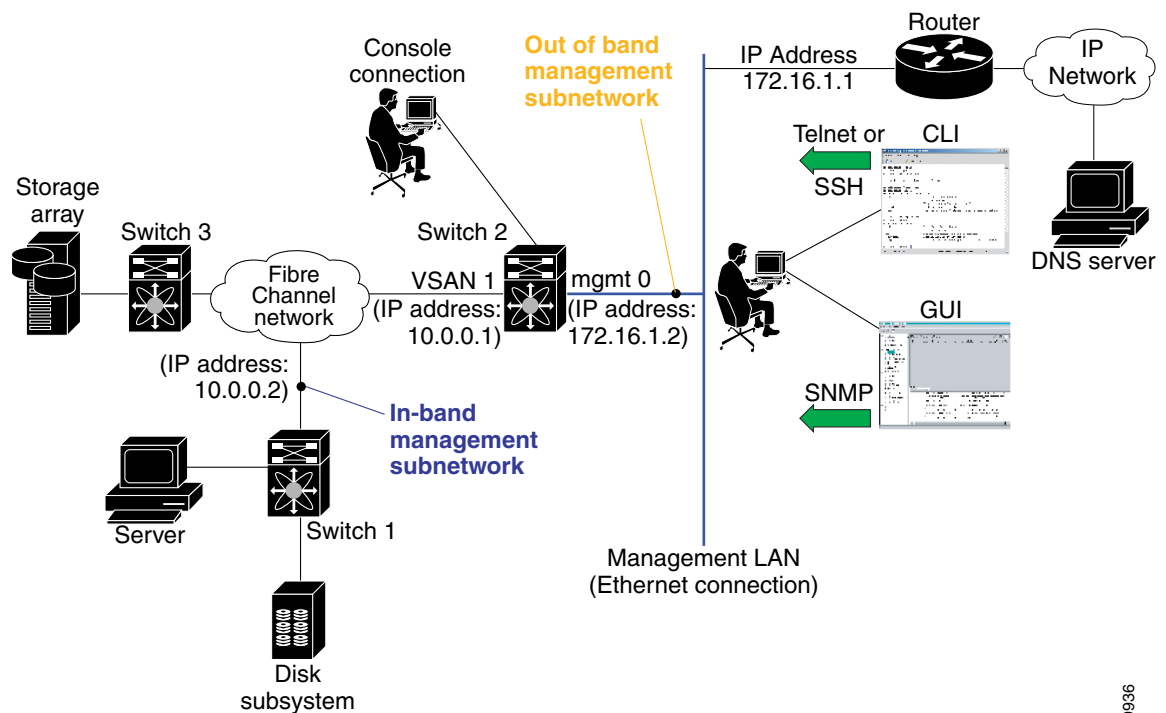 Router
IP Address
172.16.1.1
IP
Network
Console
connection
Out of band
management
subnetwork
Telnet or
SSH
CLI
DNS server
Storage
array
Switch 3
Fibre
Channel
network
Switch 2
VSAN 1
(IP address:
10.0.0.1)
mgmt 0
(IP address:
172.16.1.2)
GUI
SNMP
(IP address:
10.0.0.2)
In-band
management
subnetwork
Server
Switch 1
Management LAN
(Ethernet connection)
Disk
subsystem